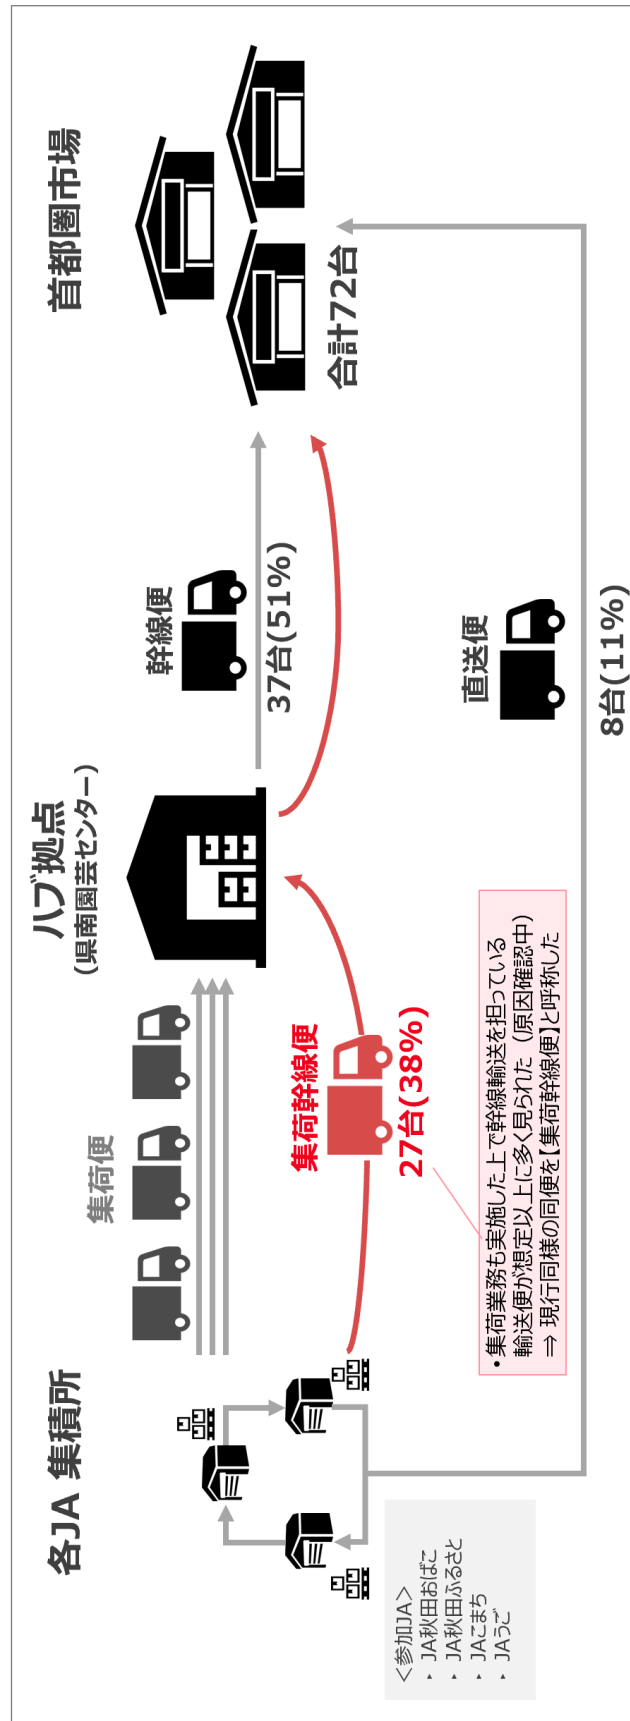 各JA 集積所
ハブ拠点
(県南園芸センター)
首都圏市場
集荷便
幹線便
37台(51%)
合計72台
集荷幹線便
27台(38%)
・集荷業務も実施した上で幹線輸送を担っている
輸送便が想定以上に多く見られた（原因確認中）
⇒ 現行同様の同便を【集荷幹線便】と呼称した
直送便
8台(11%)
＜参加JA＞
・ JA秋田おばこ
・ JA秋田ふるさと
・ JAこまち
・ JAうご